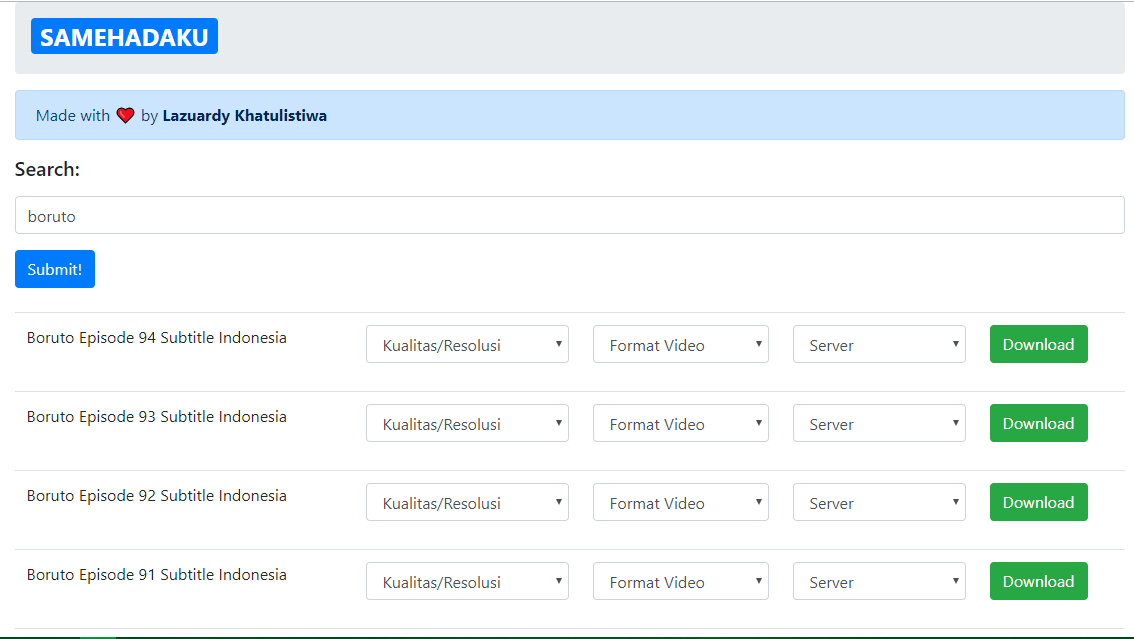 SAMEHADAKU
Made with ❤ by Lazuardy Khatulistiwa
Search:
boruto
Submit!
Boruto Episode 94 Subtitle Indonesia Kualitas/Resolusi Format Video Server Download
Boruto Episode 93 Subtitle Indonesia Kualitas/Resolusi Format Video Server Download
Boruto Episode 92 Subtitle Indonesia Kualitas/Resolusi Format Video Server Download
Boruto Episode 91 Subtitle Indonesia Kualitas/Resolusi Format Video Server Download